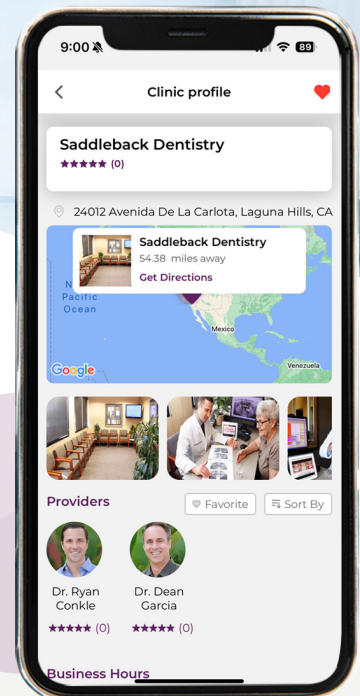 9:00
89
Clinic profile
Saddleback Dentistry
★★★★★ (0)
24012 Avenida De La Carlota, Laguna Hills, CA
Saddleback Dentistry
54.38 miles away
Get Directions
N
Pacific
Ocean
Mexico
Venezuela
Google
Providers
Favorite
Sort By
Dr. Ryan
Conkle
Dr. Dean
Garcia
★★★★★ (0)
★★★★★ (0)
Business Hours